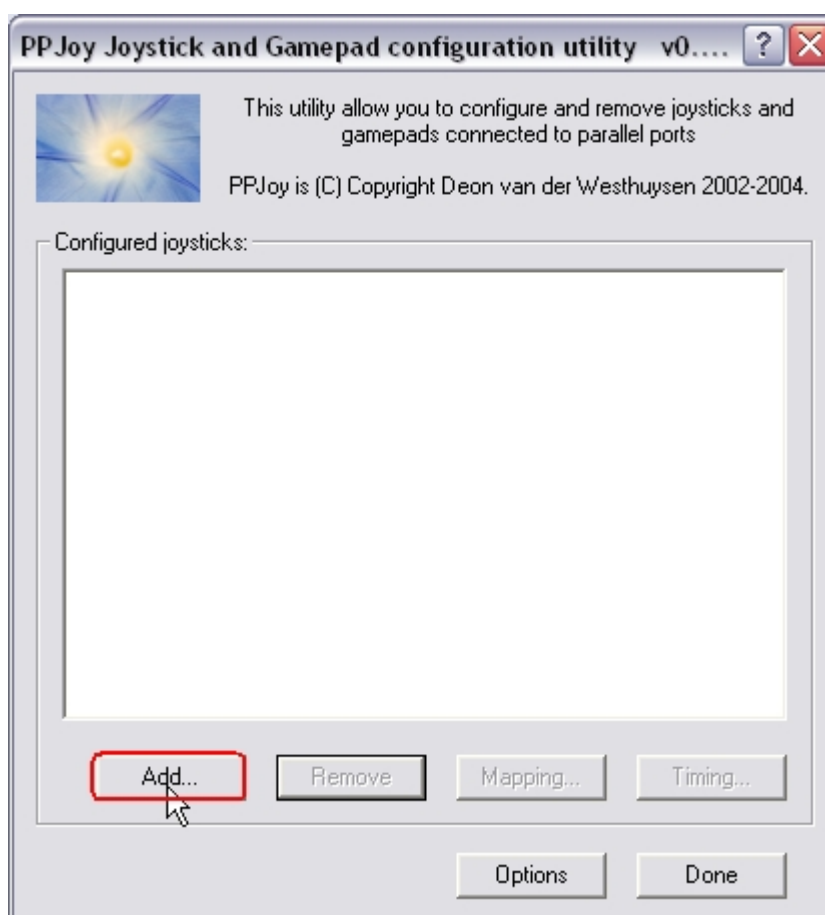 PPJoy Joystick and Gamepad configuration utility v0....
This utility allow you to configure and remove joysticks and
gamepads connected to parallel ports
PPJoy is (C) Copyright Deon van der Westhuysen 2002-2004.
Configured joysticks:
Add... Remove Mapping... Timing...
Options Done